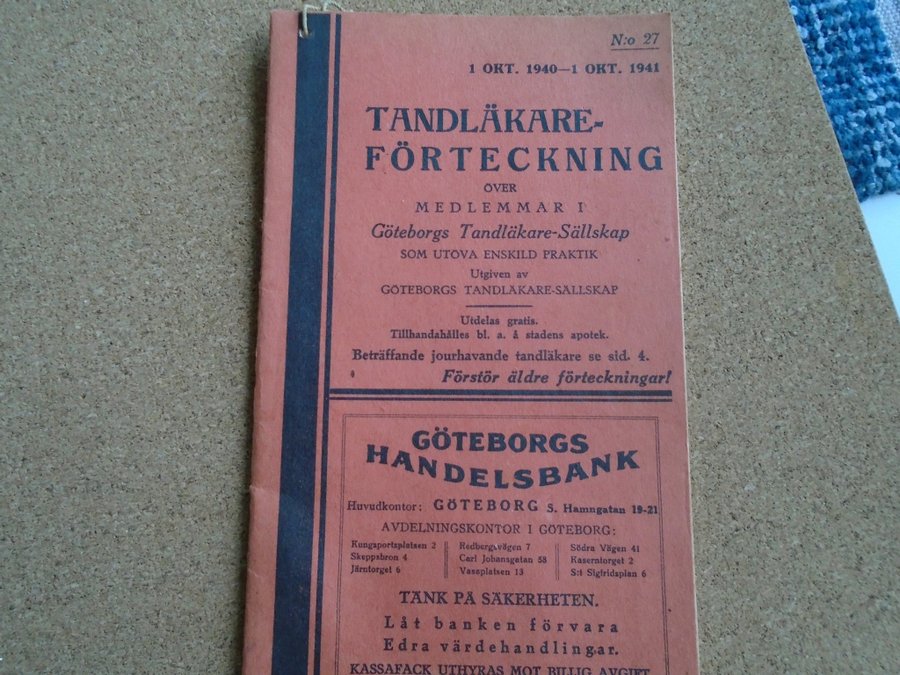 N:o 27
1 OKT. 1940—1 OKT. 1941
TANDLÄKARE-
FÖRTECKNING
ÖVER
MEDLEMMAR I
Göteborgs Tandläkare-Sällskap
SOM UTÖVA ENSKILD PRAKTIK
Utgiven av
GÖTEBORGS TANDLÄKARE-SÄLLSKAP
Utdelas gratis.
Tillhandahålles bl. a. å stadens apotek.
Beträffande jourhavande tandläkare se sid. 4.
Förstör äldre förteckningar!
GÖTEBORGS
HANDELSBANK
Huvudkontor: GÖTEBORG S. Hamngatan 19-21
AVDELNINGSKONTOR I GÖTEBORG:
Kungsportsplatsen 2
Skeppsbron 4
Järntorget 6
Redbergsvägen 7
Carl Johansgatan 58
Vasaplatsen 13
Södra Vägen 41
Kaserntorget 2
S:t Sigfridsplan 6
TÄNK PÅ SÄKERHETEN.
Låt banken förvara
Edra värdehandlingar.
KASSAFACK UTHYRAS MOT BILLIG AVGIFT